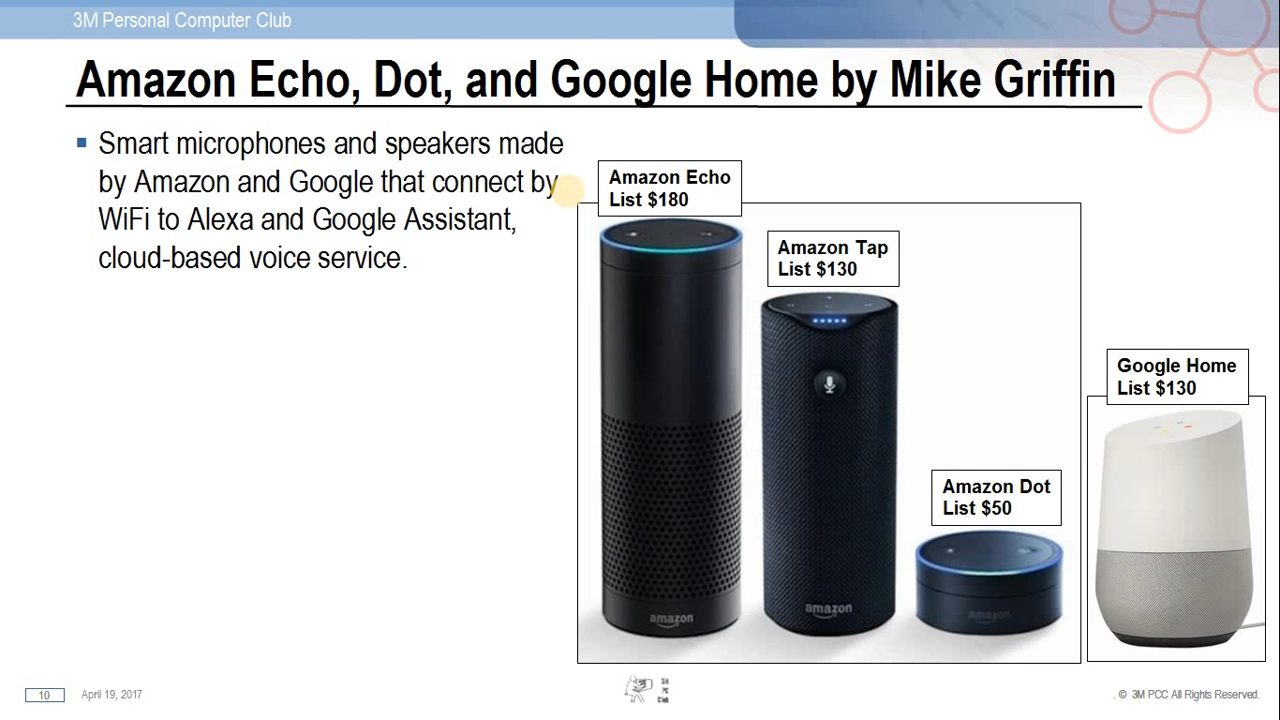 3M Personal Computer Club
Amazon Echo, Dot, and Google Home by Mike Griffin
Smart microphones and speakers made
by Amazon and Google that connect by
WiFi to Alexa and Google Assistant,
cloud-based voice service.
Amazon Echo
List $180
Amazon Tap
List $130
Google Home
List $130
Amazon Dot
List $50
amazon
amazon
amazon
10
April 19, 2017
. © 3M PCC All Rights Reserved.